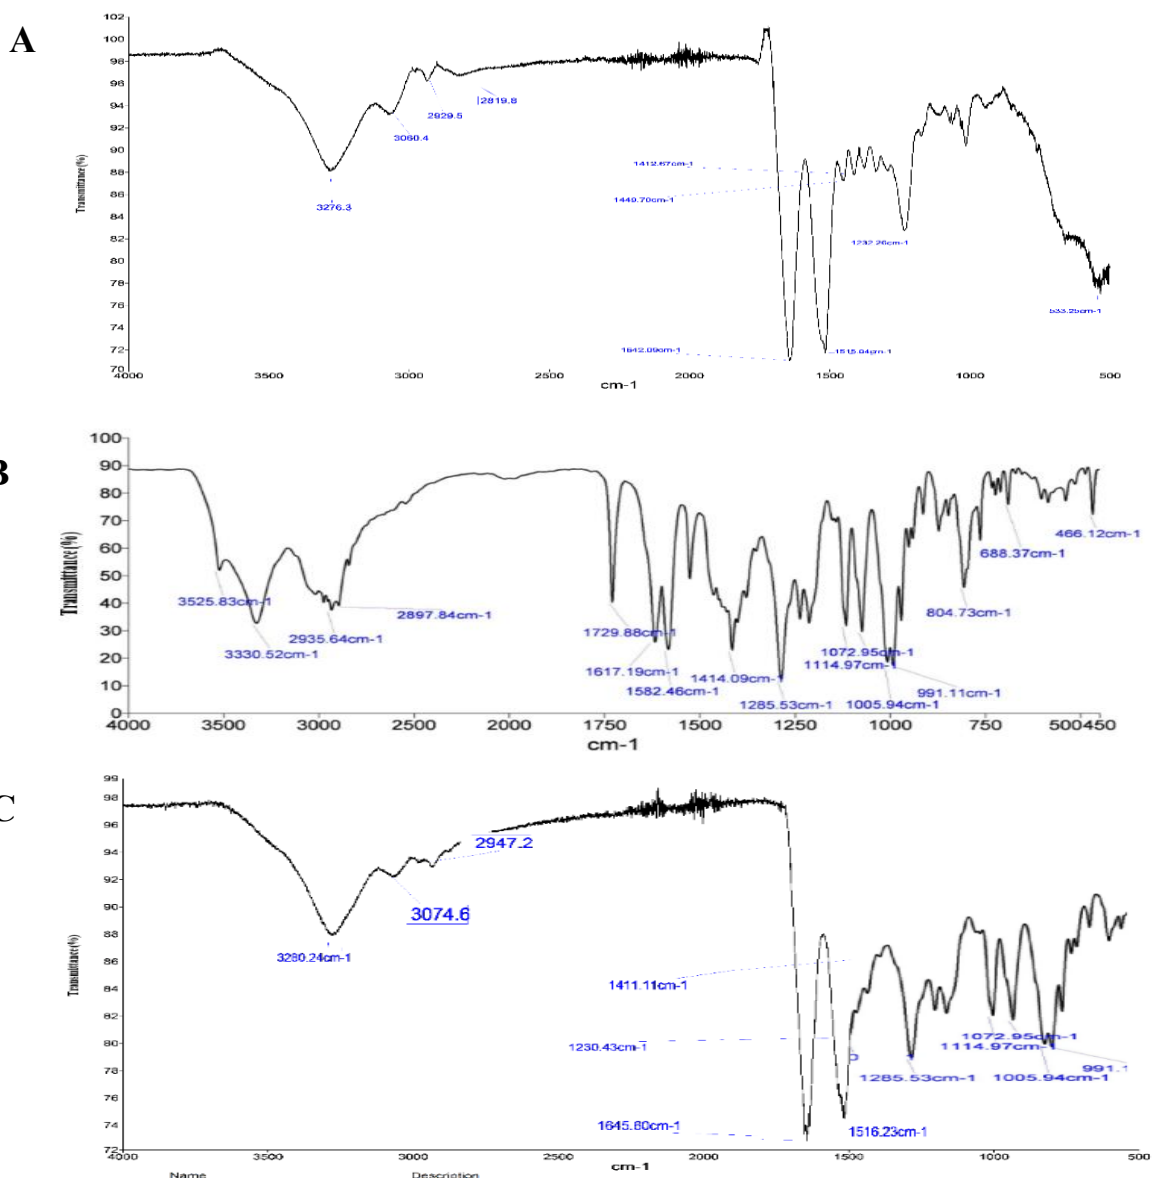 A
102
100
98
96
94
92
90
88
86
84
82
80
78
76
74
72
70
Transmittance(%)
2819.8
2929.5
3060.4
3276.3
1412.67cm-1
1449.70cm-1
1232.26cm-1
533.25cm-1
1642.09cm-1
4000 3500 3000 2500 2000 1500 1000 500
cm-1
B
100
90
80
70
60
50
40
30
20
10
0
Transmittance(%)
3525.83cm-1
2897.84cm-1
2935.64cm-1
3330.52cm-1
1729.88cm-1
1617.19cm-1
1582.46cm-1
1414.09cm-1
1285.53cm-1
1072.95cm-1
1114.97cm-1
991.11cm-1
1005.94cm-1
804.73cm-1
688.37cm-1
466.12cm-1
4000 3500 3000 2500 2000 1750 1500 1250 1000 750 500 450
cm-1
C
99
98
96
94
92
90
88
86
84
82
80
78
76
74
72
Transmittance(%)
2947.2
3074.6
3280.24cm-1
1411.11cm-1
1230.43cm-1
1645.80cm-1
1516.23cm-1
1072.95cm-1
1114.97cm-1
991.1
1285.53cm-1
1005.94cm-1
4000 3500 3000 2500 2000 1500 1000 500
cm-1
Name Description